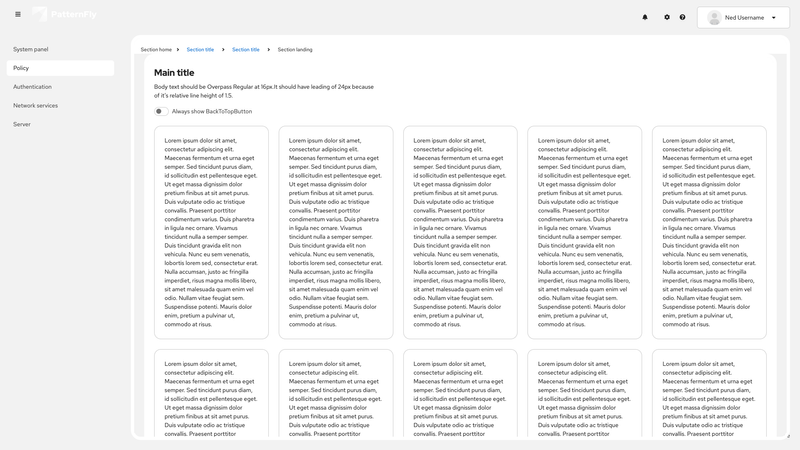 PatternFly
Ned Username
System panel
Policy
Authentication
Network services
Server
Section home
Section title
Section title
Section landing
Main title
Body text should be Overpass Regular at 16px.It should have leading of 24px because
of it's relative line height of 1.5.
Always show BackToTopButton
Lorem ipsum dolor sit amet,
consectetur adipiscing elit.
Maecenas fermentum et urna eget
semper. Sed tincidunt purus diam,
id sollicitudin est pellentesque eget.
Ut eget massa dignissim dolor
pretium finibus at sit amet purus.
Duis vulputate odio ac tristique
convallis. Praesent porttitor
condimentum varius. Duis pharetra
in ligula nec ornare. Vivamus
tincidunt nulla a semper semper.
Duis tincidunt gravida elit non
vehicula. Nunc eu sem venenatis,
lobortis lorem sed, consectetur erat.
Nulla accumsan, justo ac fringilla
imperdiet, risus magna mollis libero,
sit amet malesuada quam enim vel
odio. Nullam vitae feugiat sem.
Suspendisse potenti. Mauris dolor
enim, pretium a pulvinar ut,
commodo at risus.
Lorem ipsum dolor sit amet,
consectetur adipiscing elit.
Maecenas fermentum et urna eget
semper. Sed tincidunt purus diam,
id sollicitudin est pellentesque eget.
Ut eget massa dignissim dolor
pretium finibus at sit amet purus.
Duis vulputate odio ac tristique
convallis. Praesent porttitor
condimentum varius. Duis pharetra
in ligula nec ornare. Vivamus
tincidunt nulla a semper semper.
Duis tincidunt gravida elit non
vehicula. Nunc eu sem venenatis,
lobortis lorem sed, consectetur erat.
Nulla accumsan, justo ac fringilla
imperdiet, risus magna mollis libero,
sit amet malesuada quam enim vel
odio. Nullam vitae feugiat sem.
Suspendisse potenti. Mauris dolor
enim, pretium a pulvinar ut,
commodo at risus.
Lorem ipsum dolor sit amet,
consectetur adipiscing elit.
Maecenas fermentum et urna eget
semper. Sed tincidunt purus diam,
id sollicitudin est pellentesque eget.
Ut eget massa dignissim dolor
pretium finibus at sit amet purus.
Duis vulputate odio ac tristique
convallis. Praesent porttitor
condimentum varius. Duis pharetra
in ligula nec ornare. Vivamus
tincidunt nulla a semper semper.
Duis tincidunt gravida elit non
vehicula. Nunc eu sem venenatis,
lobortis lorem sed, consectetur erat.
Nulla accumsan, justo ac fringilla
imperdiet, risus magna mollis libero,
sit amet malesuada quam enim vel
odio. Nullam vitae feugiat sem.
Suspendisse potenti. Mauris dolor
enim, pretium a pulvinar ut,
commodo at risus.
Lorem ipsum dolor sit amet,
consectetur adipiscing elit.
Maecenas fermentum et urna eget
semper. Sed tincidunt purus diam,
id sollicitudin est pellentesque eget.
Ut eget massa dignissim dolor
pretium finibus at sit amet purus.
Duis vulputate odio ac tristique
convallis. Praesent porttitor
condimentum varius. Duis pharetra
in ligula nec ornare. Vivamus
tincidunt nulla a semper semper.
Duis tincidunt gravida elit non
vehicula. Nunc eu sem venenatis,
lobortis lorem sed, consectetur erat.
Nulla accumsan, justo ac fringilla
imperdiet, risus magna mollis libero,
sit amet malesuada quam enim vel
odio. Nullam vitae feugiat sem.
Suspendisse potenti. Mauris dolor
enim, pretium a pulvinar ut,
commodo at risus.
Lorem ipsum dolor sit amet,
consectetur adipiscing elit.
Maecenas fermentum et urna eget
semper. Sed tincidunt purus diam,
id sollicitudin est pellentesque eget.
Ut eget massa dignissim dolor
pretium finibus at sit amet purus.
Duis vulputate odio ac tristique
convallis. Praesent porttitor
condimentum varius. Duis pharetra
in ligula nec ornare. Vivamus
tincidunt nulla a semper semper.
Duis tincidunt gravida elit non
vehicula. Nunc eu sem venenatis,
lobortis lorem sed, consectetur erat.
Nulla accumsan, justo ac fringilla
imperdiet, risus magna mollis libero,
sit amet malesuada quam enim vel
odio. Nullam vitae feugiat sem.
Suspendisse potenti. Mauris dolor
enim, pretium a pulvinar ut,
commodo at risus.
Lorem ipsum dolor sit amet,
consectetur adipiscing elit.
Maecenas fermentum et urna eget
semper. Sed tincidunt purus diam,
id sollicitudin est pellentesque eget.
Ut eget massa dignissim dolor
pretium finibus at sit amet purus.
Duis vulputate odio ac tristique
convallis. Praesent porttitor
Lorem ipsum dolor sit amet,
consectetur adipiscing elit.
Maecenas fermentum et urna eget
semper. Sed tincidunt purus diam,
id sollicitudin est pellentesque eget.
Ut eget massa dignissim dolor
pretium finibus at sit amet purus.
Duis vulputate odio ac tristique
convallis. Praesent porttitor
Lorem ipsum dolor sit amet,
consectetur adipiscing elit.
Maecenas fermentum et urna eget
semper. Sed tincidunt purus diam,
id sollicitudin est pellentesque eget.
Ut eget massa dignissim dolor
pretium finibus at sit amet purus.
Duis vulputate odio ac tristique
convallis. Praesent porttitor
Lorem ipsum dolor sit amet,
consectetur adipiscing elit.
Maecenas fermentum et urna eget
semper. Sed tincidunt purus diam,
id sollicitudin est pellentesque eget.
Ut eget massa dignissim dolor
pretium finibus at sit amet purus.
Duis vulputate odio ac tristique
convallis. Praesent porttitor
Lorem ipsum dolor sit amet,
consectetur adipiscing elit.
Maecenas fermentum et urna eget
semper. Sed tincidunt purus diam,
id sollicitudin est pellentesque eget.
Ut eget massa dignissim dolor
pretium finibus at sit amet purus.
Duis vulputate odio ac tristique
convallis. Praesent porttitor